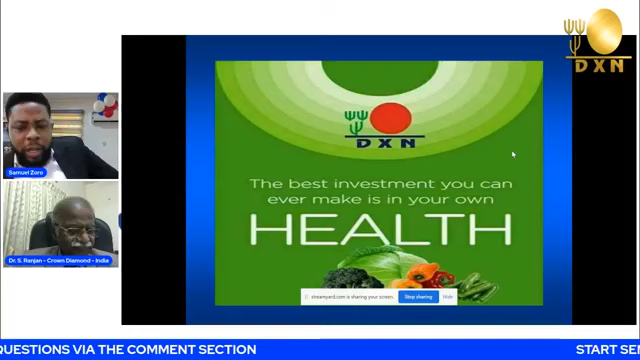 DXN
Samuel Zoro
Dr. S. Ranjan - Crown Diamond - India
DXN
The best investment you can
ever make is in your own
HEALTH
streamyard.com is sharing your screen.
Stop sharing
Hide
QUESTIONS VIA THE COMMENT SECTION
START SE